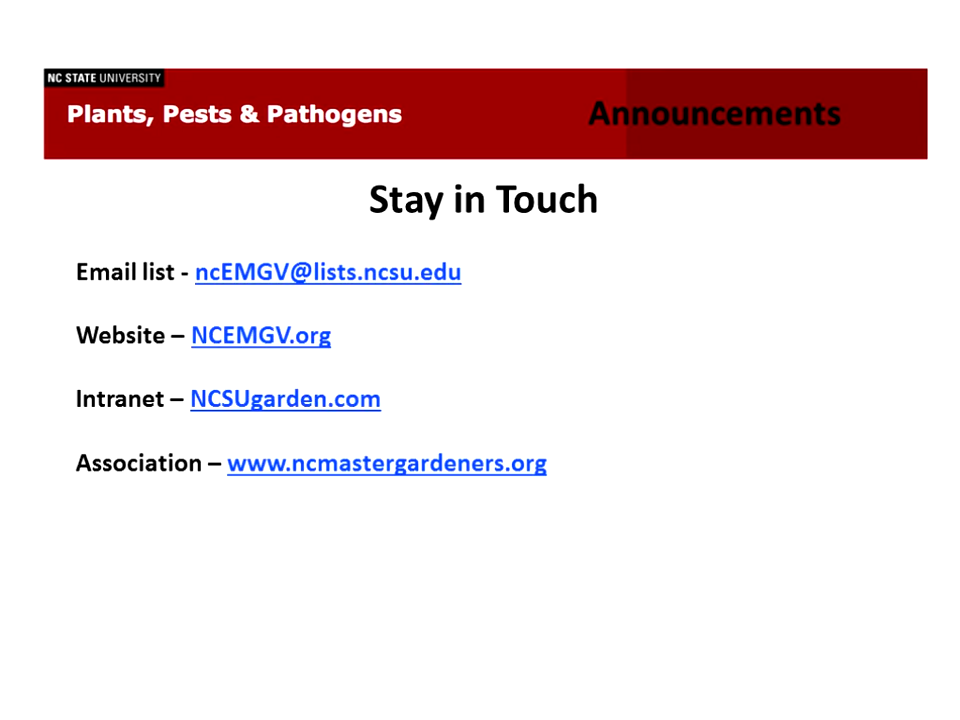 NC STATE UNIVERSITY
Plants, Pests & Pathogens
Announcements
Stay in Touch
Email list - ncEMGV@lists.ncsu.edu
Website – NCEMGV.org
Intranet – NCSUgarden.com
Association – www.ncmastergardeners.org